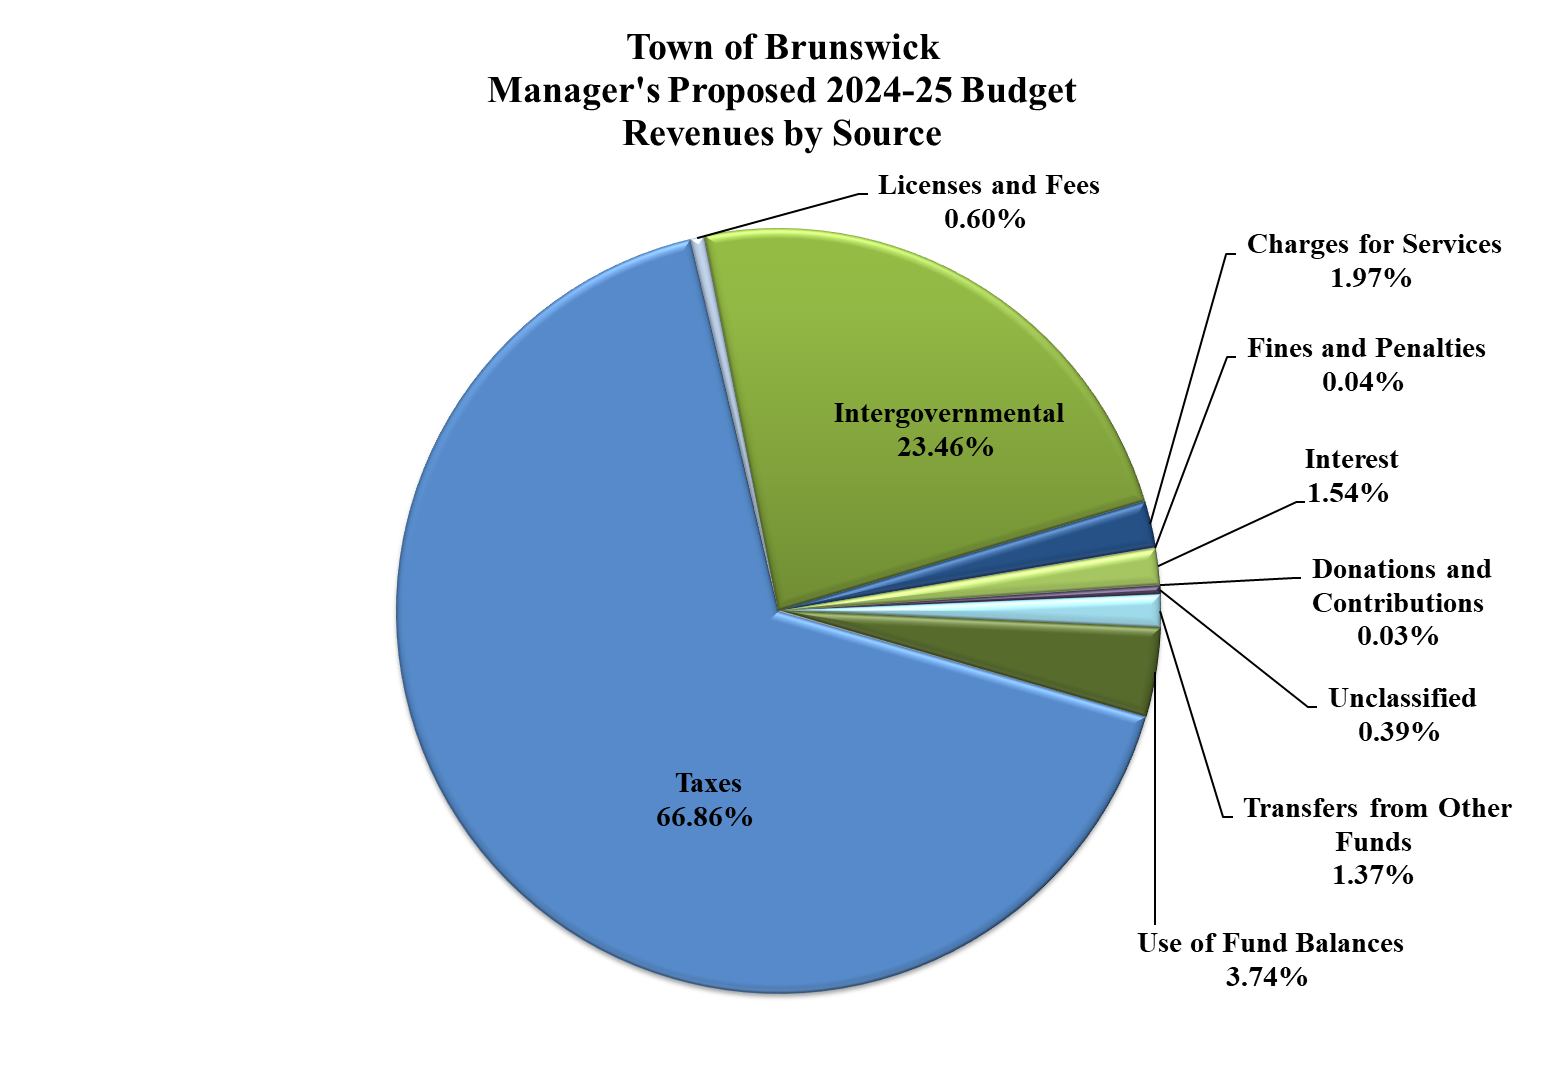 Town of Brunswick
Manager's Proposed 2024-25 Budget
Revenues by Source
Licenses and Fees
0.60%
Charges for Services
1.97%
Fines and Penalties
0.04%
Intergovernmental
23.46%
Interest
1.54%
Donations and
Contributions
0.03%
Unclassified
0.39%
Taxes
66.86%
Transfers from Other
Funds
1.37%
Use of Fund Balances
3.74%